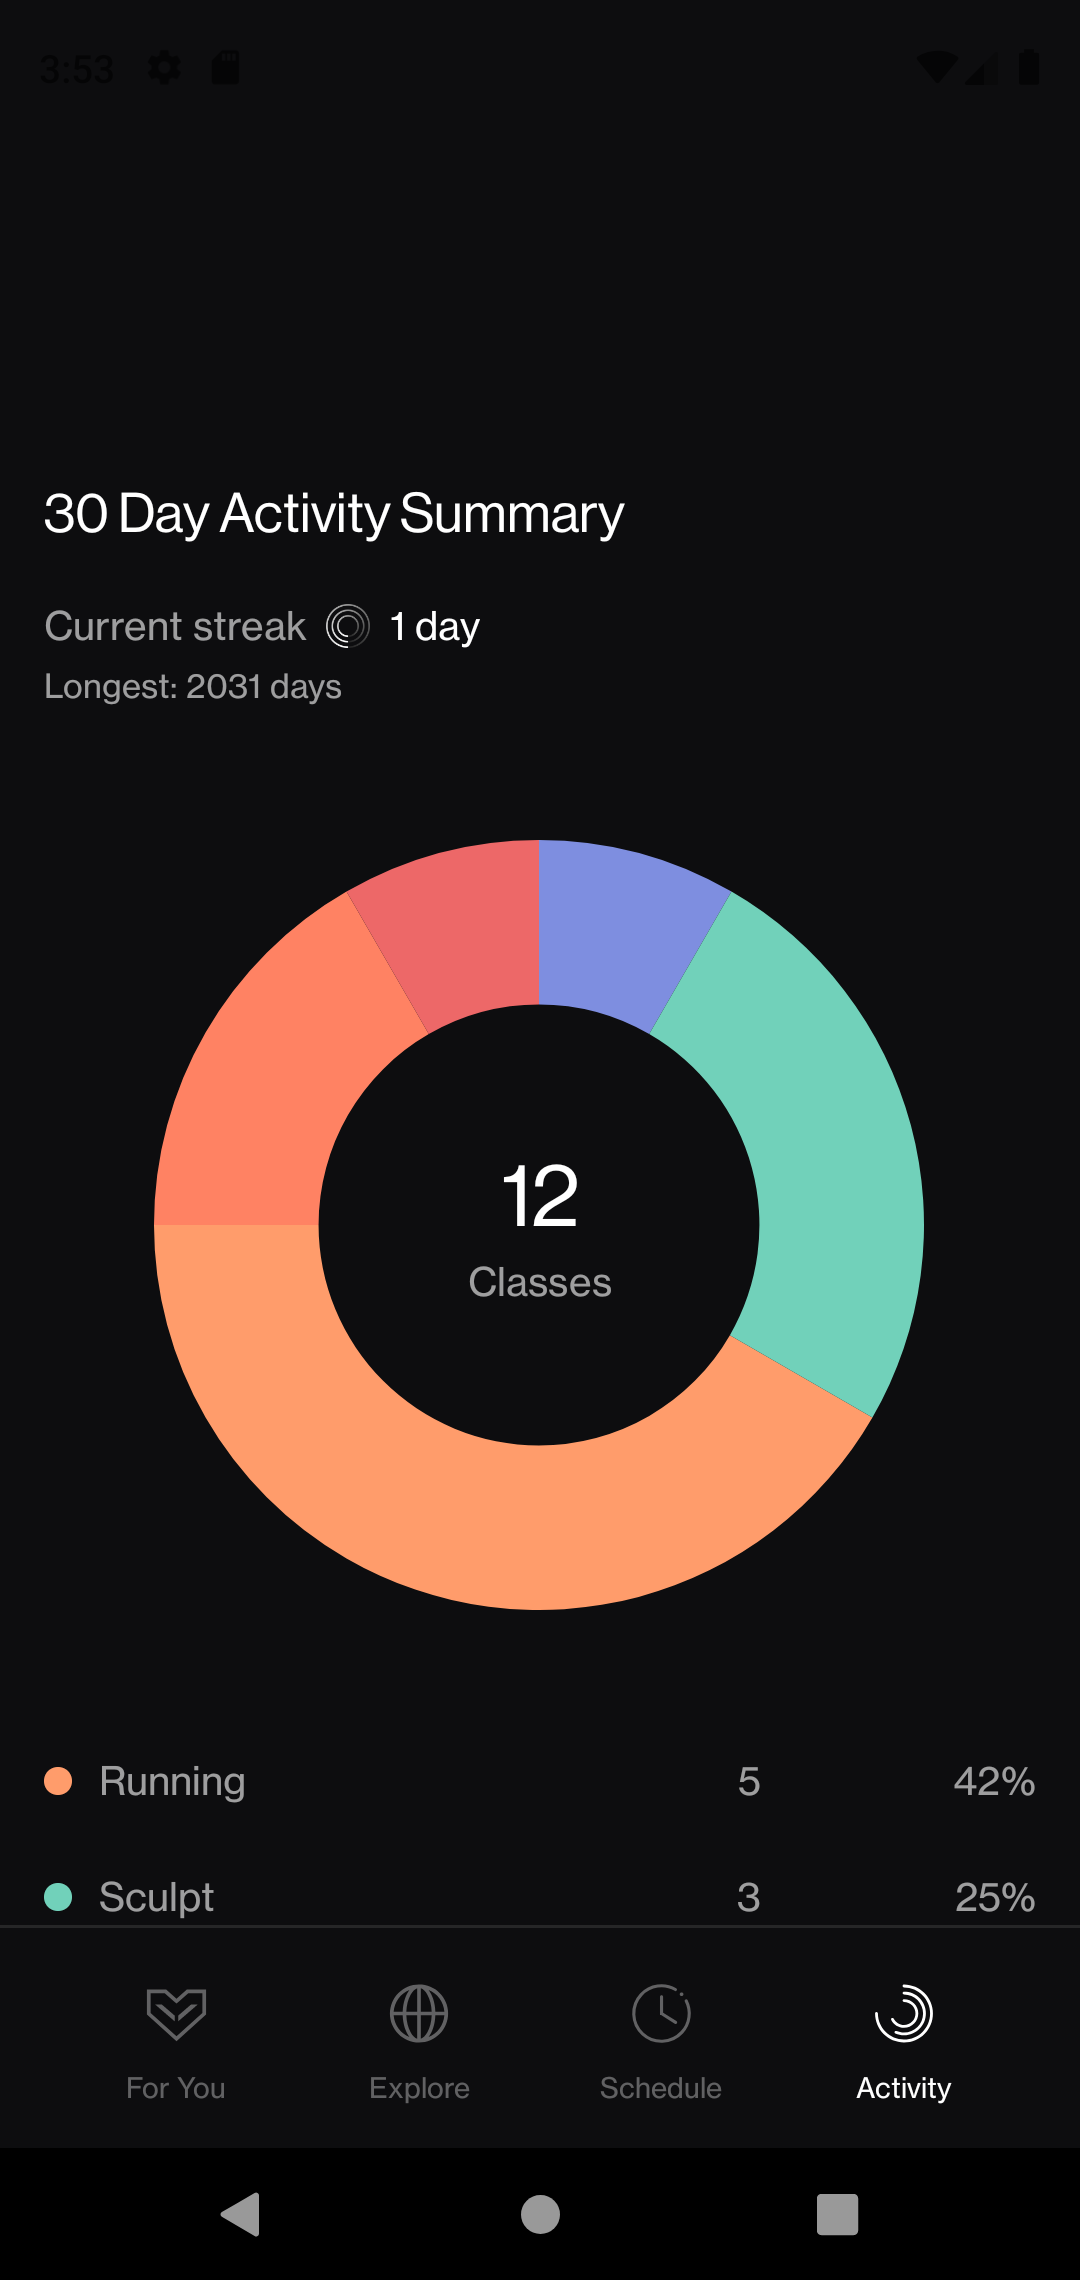 3:53
30 Day Activity Summary
Current streak 1 day
Longest: 2031 days
12
Classes
Running 5 42%
Sculpt 3 25%
For You Explore Schedule Activity